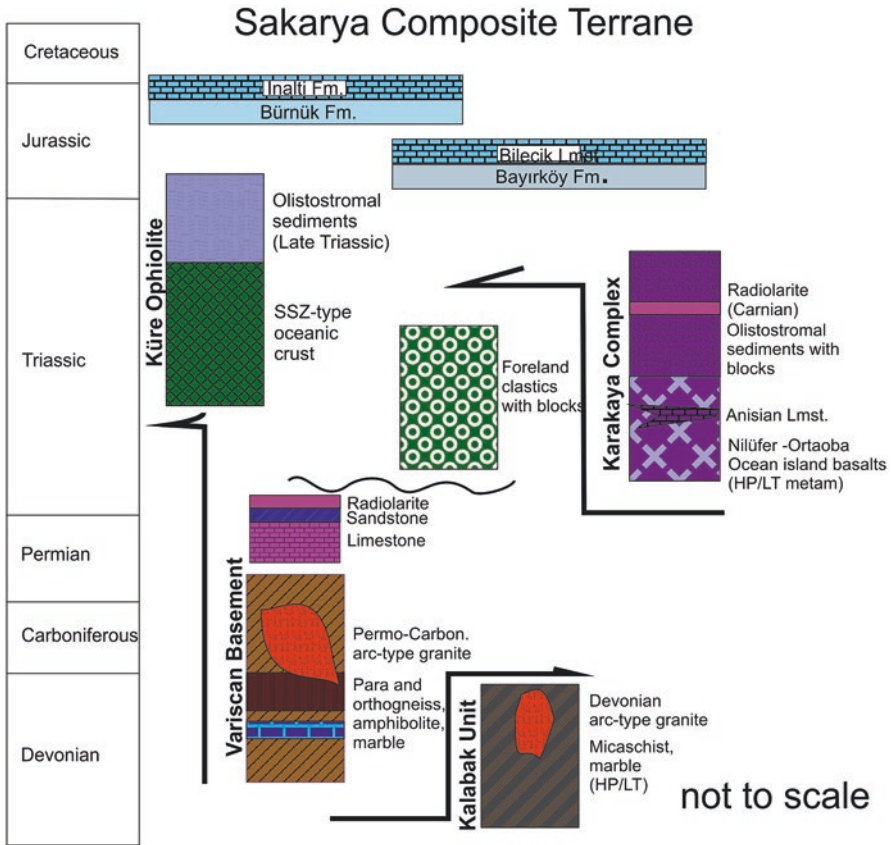 Sakarya Composite Terrane
Cretaceous
Jurassic
Triassic
Permian
Carboniferous
Devonian
Inalti Fm.
Bürnük Fm.
Bilecik Lmst
Bayırköy Fm.
Küre Ophiolite
Olistostromal
sediments
(Late Triassic)
SSZ-type
oceanic
crust
Foreland
clastics
with blocks
Karakaya Complex
Radiolarite
(Carnian)
Olistostromal
sediments with
blocks
Anisian Lmst.
Nilüfer -Ortaoba
Ocean island basalts
(HP/LT metam)
Radiolarite
Sandstone
Limestone
Variscan Basement
Permo-Carbon.
arc-type granite
Para and
orthogneiss,
amphibolite,
marble
Kalabak Unit
Devonian
arc-type granite
Micaschist,
marble
(HP/LT)
not to scale